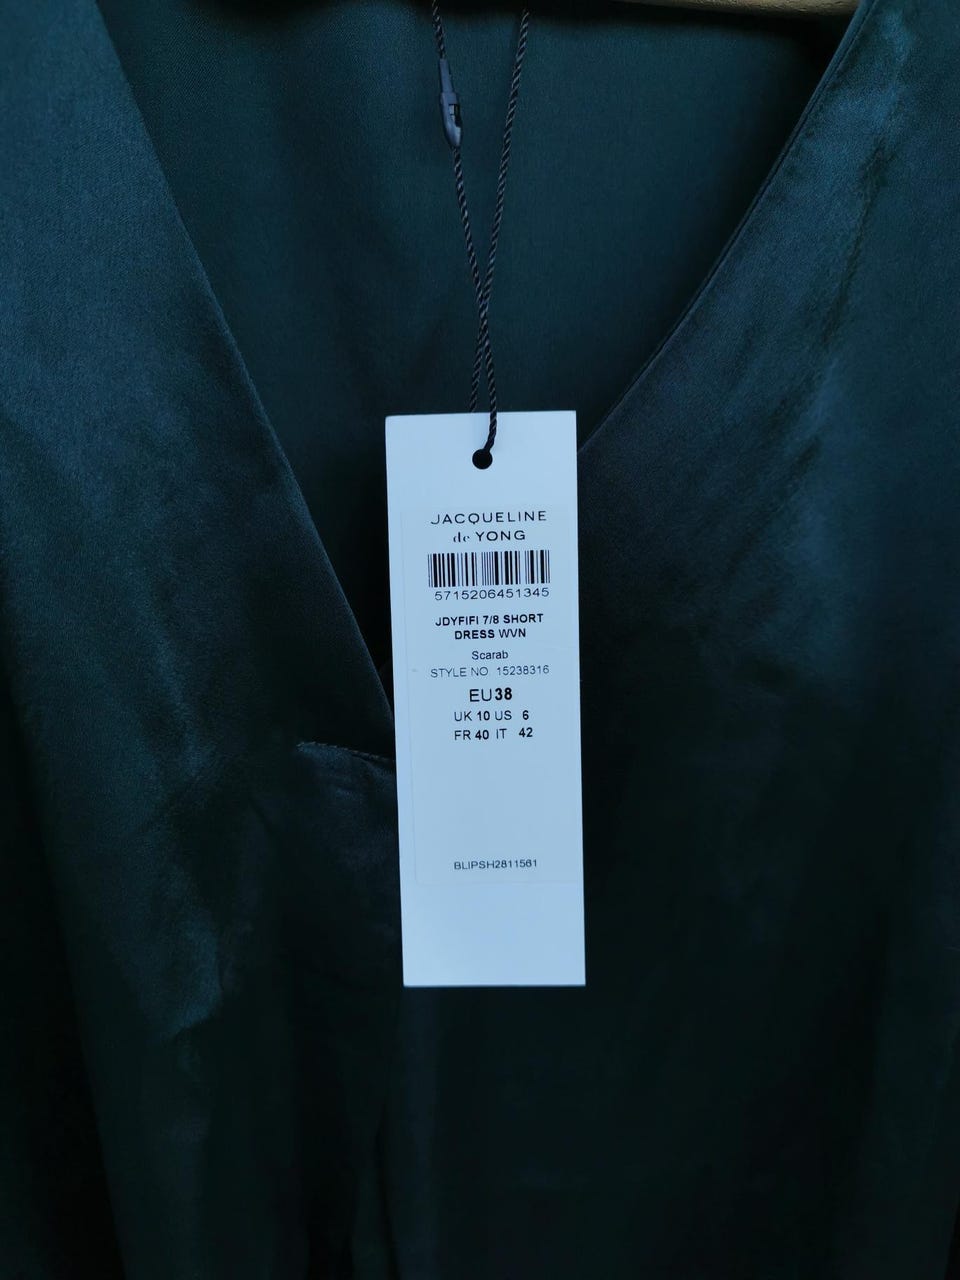 JACQUELINE
de YONG
5715206451345
JDYFIFI 7/8 SHORT
DRESS WVN
Scarab
STYLE NO. 15238316
EU38
UK 10 US 6
FR 40 IT 42
BLIPSH2811561